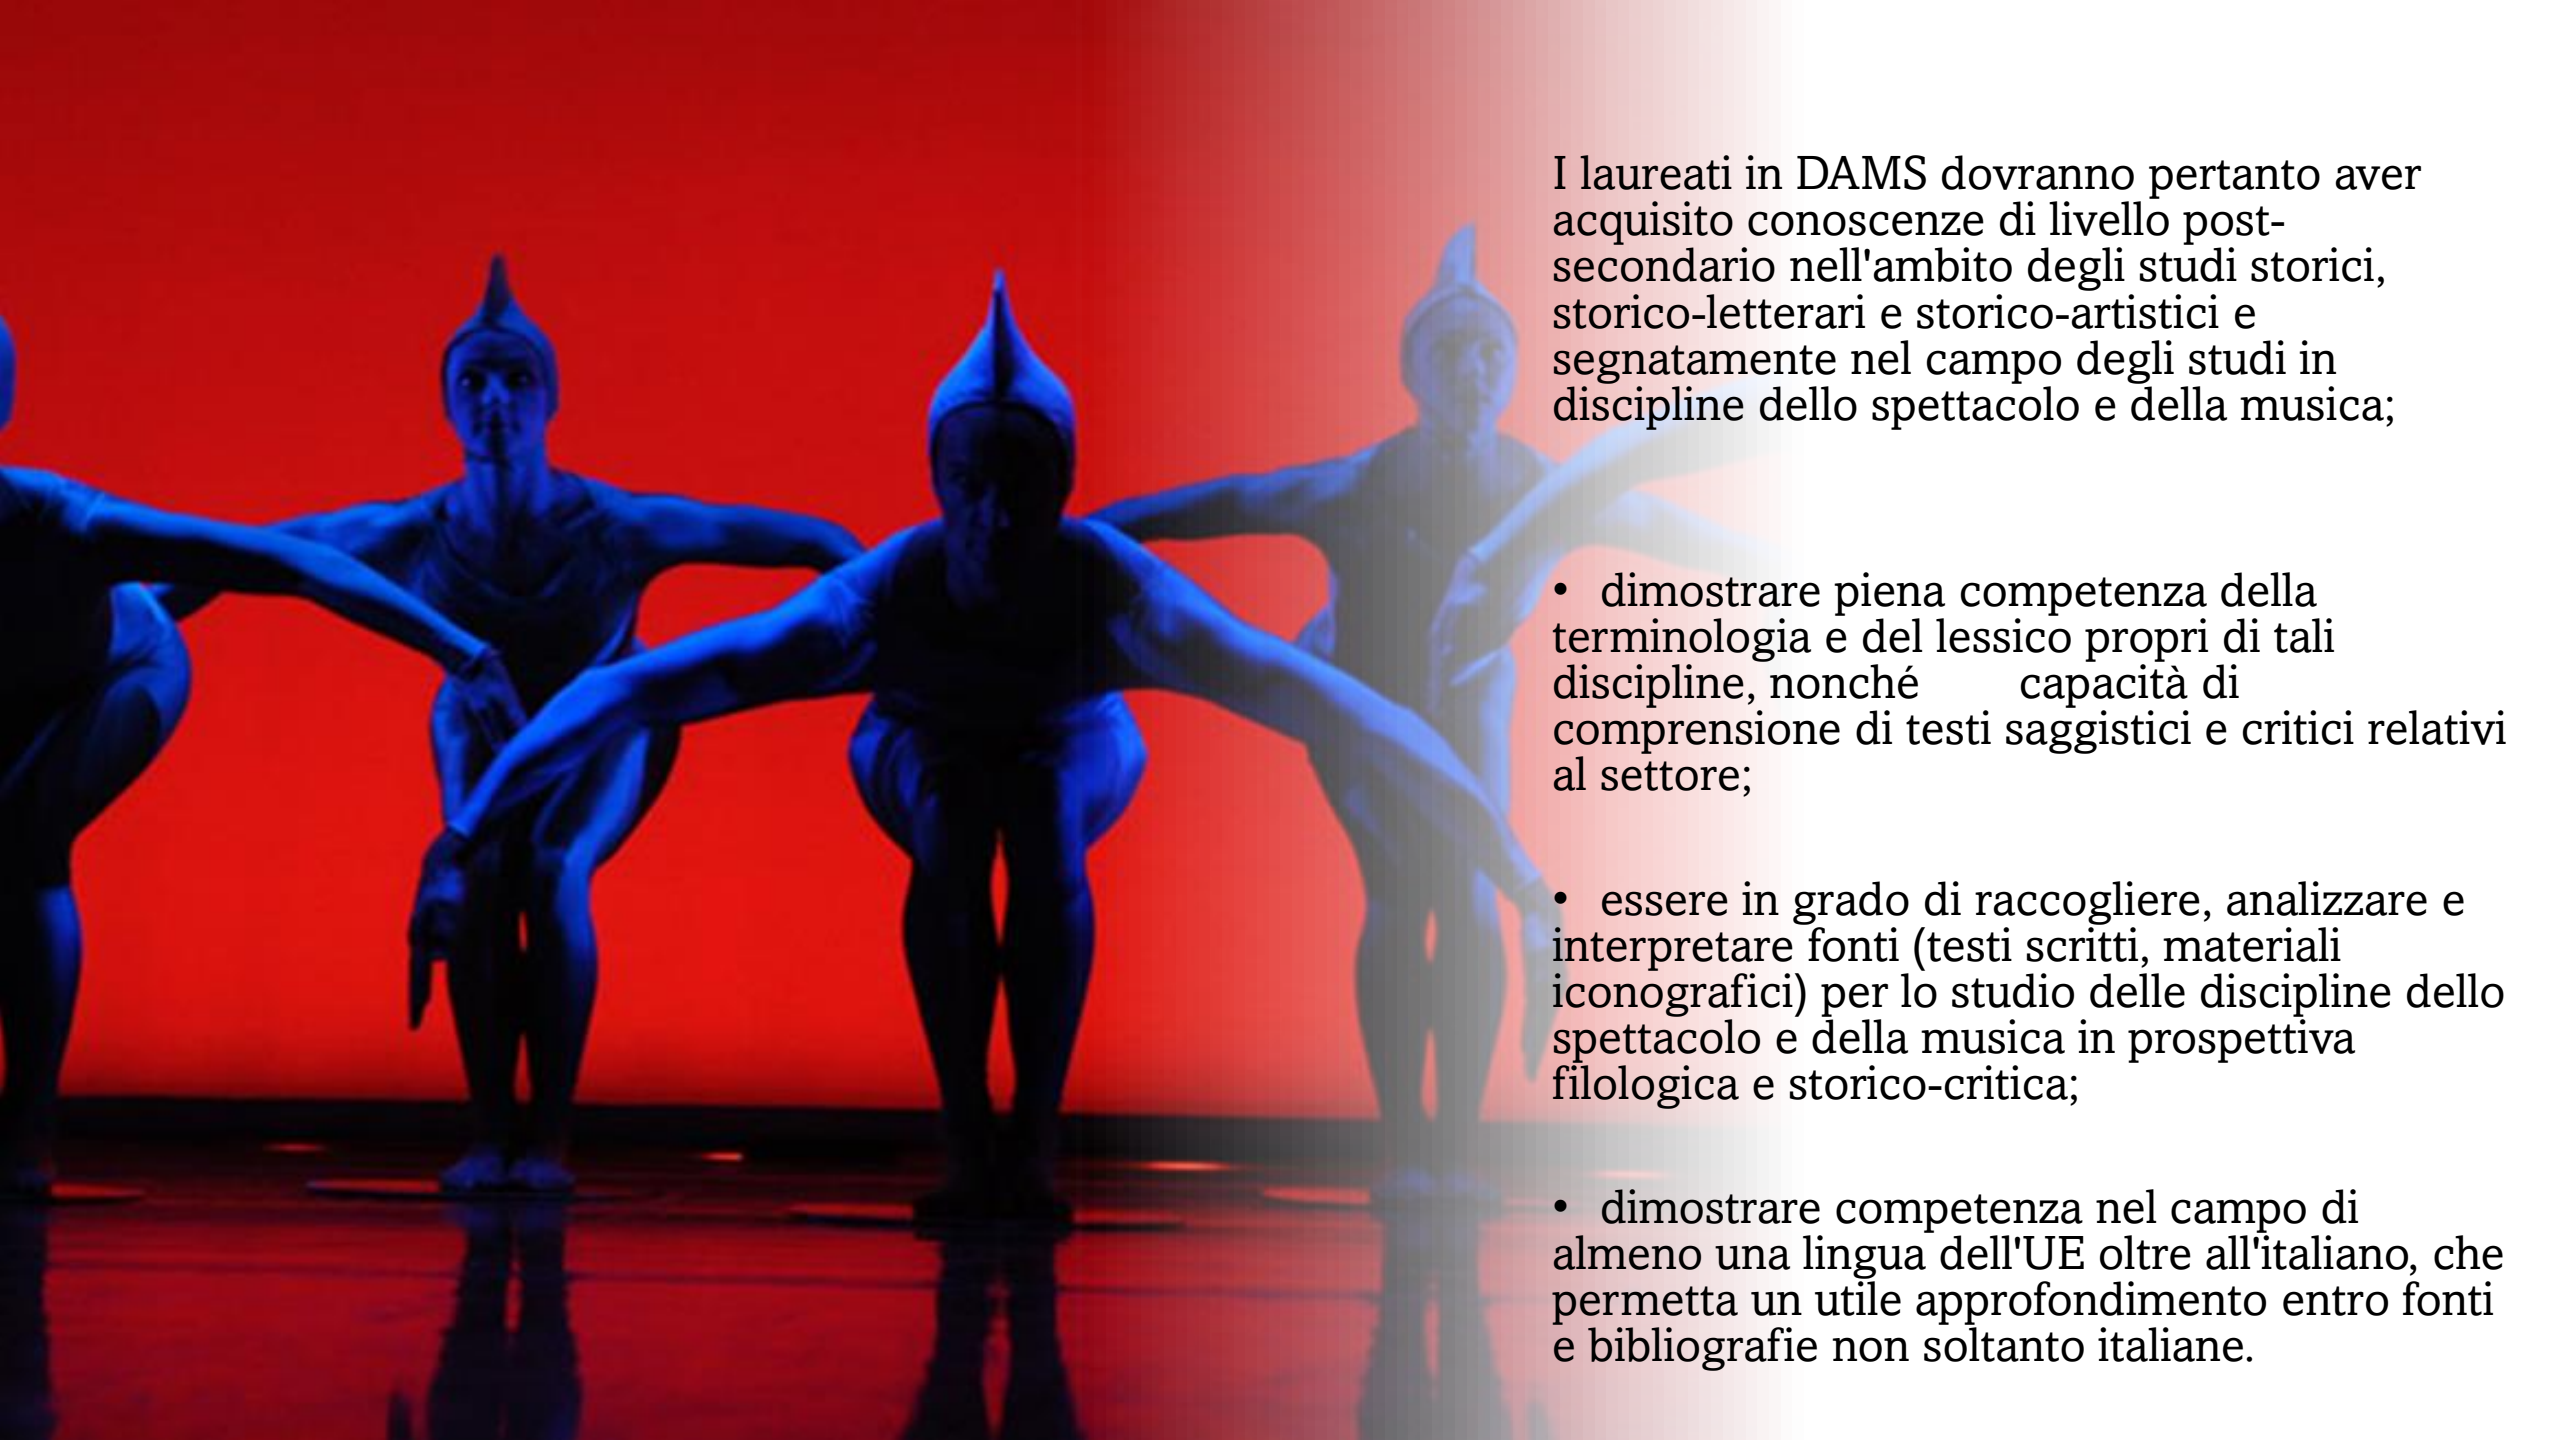 I laureati in DAMS dovranno pertanto aver
acquisito conoscenze di livello post-
secondario nell'ambito degli studi storici,
storico-letterari e storico-artistici e
segnatamente nel campo degli studi in
discipline dello spettacolo e della musica;
• dimostrare piena competenza della
terminologia e del lessico propri di tali
discipline, nonché capacità di
comprensione di testi saggistici e critici relativi
al settore;
• essere in grado di raccogliere, analizzare e
interpretare fonti (testi scritti, materiali
iconografici) per lo studio delle discipline dello
spettacolo e della musica in prospettiva
filologica e storico-critica;
• dimostrare competenza nel campo di
almeno una lingua dell'UE oltre all'italiano, che
permetta un utile approfondimento entro fonti
e bibliografie non soltanto italiane.